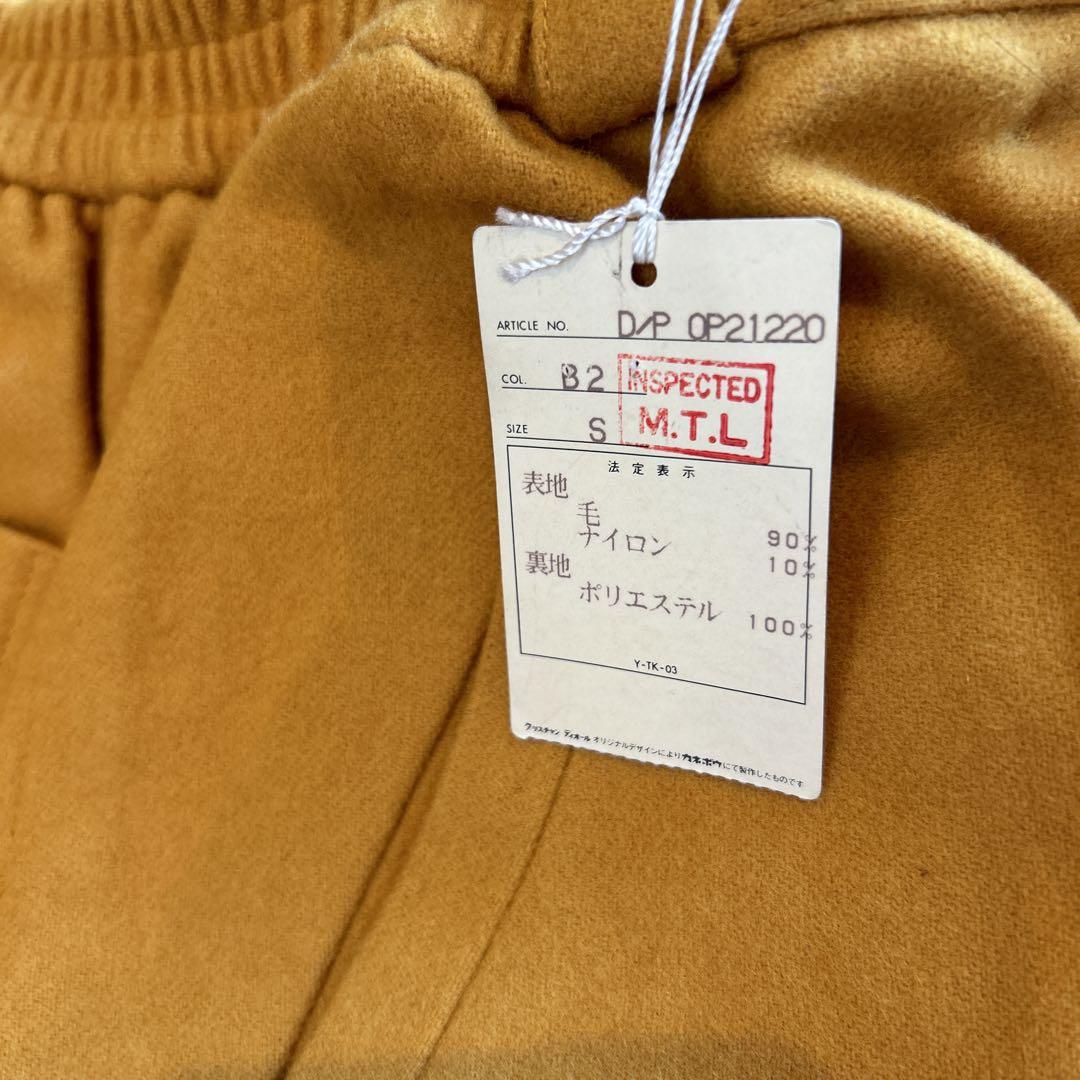 ARTICLE NO. D/P OP21220
COL. B2
INSPECTED
M.T.L
SIZE S
法定表示
表地
毛 90%
ナイロン 10%
裏地
ポリエステル 100%
Y-TK-03
クリスチャン ディオール オリジナルデザインによりカネボウにて製作したものです